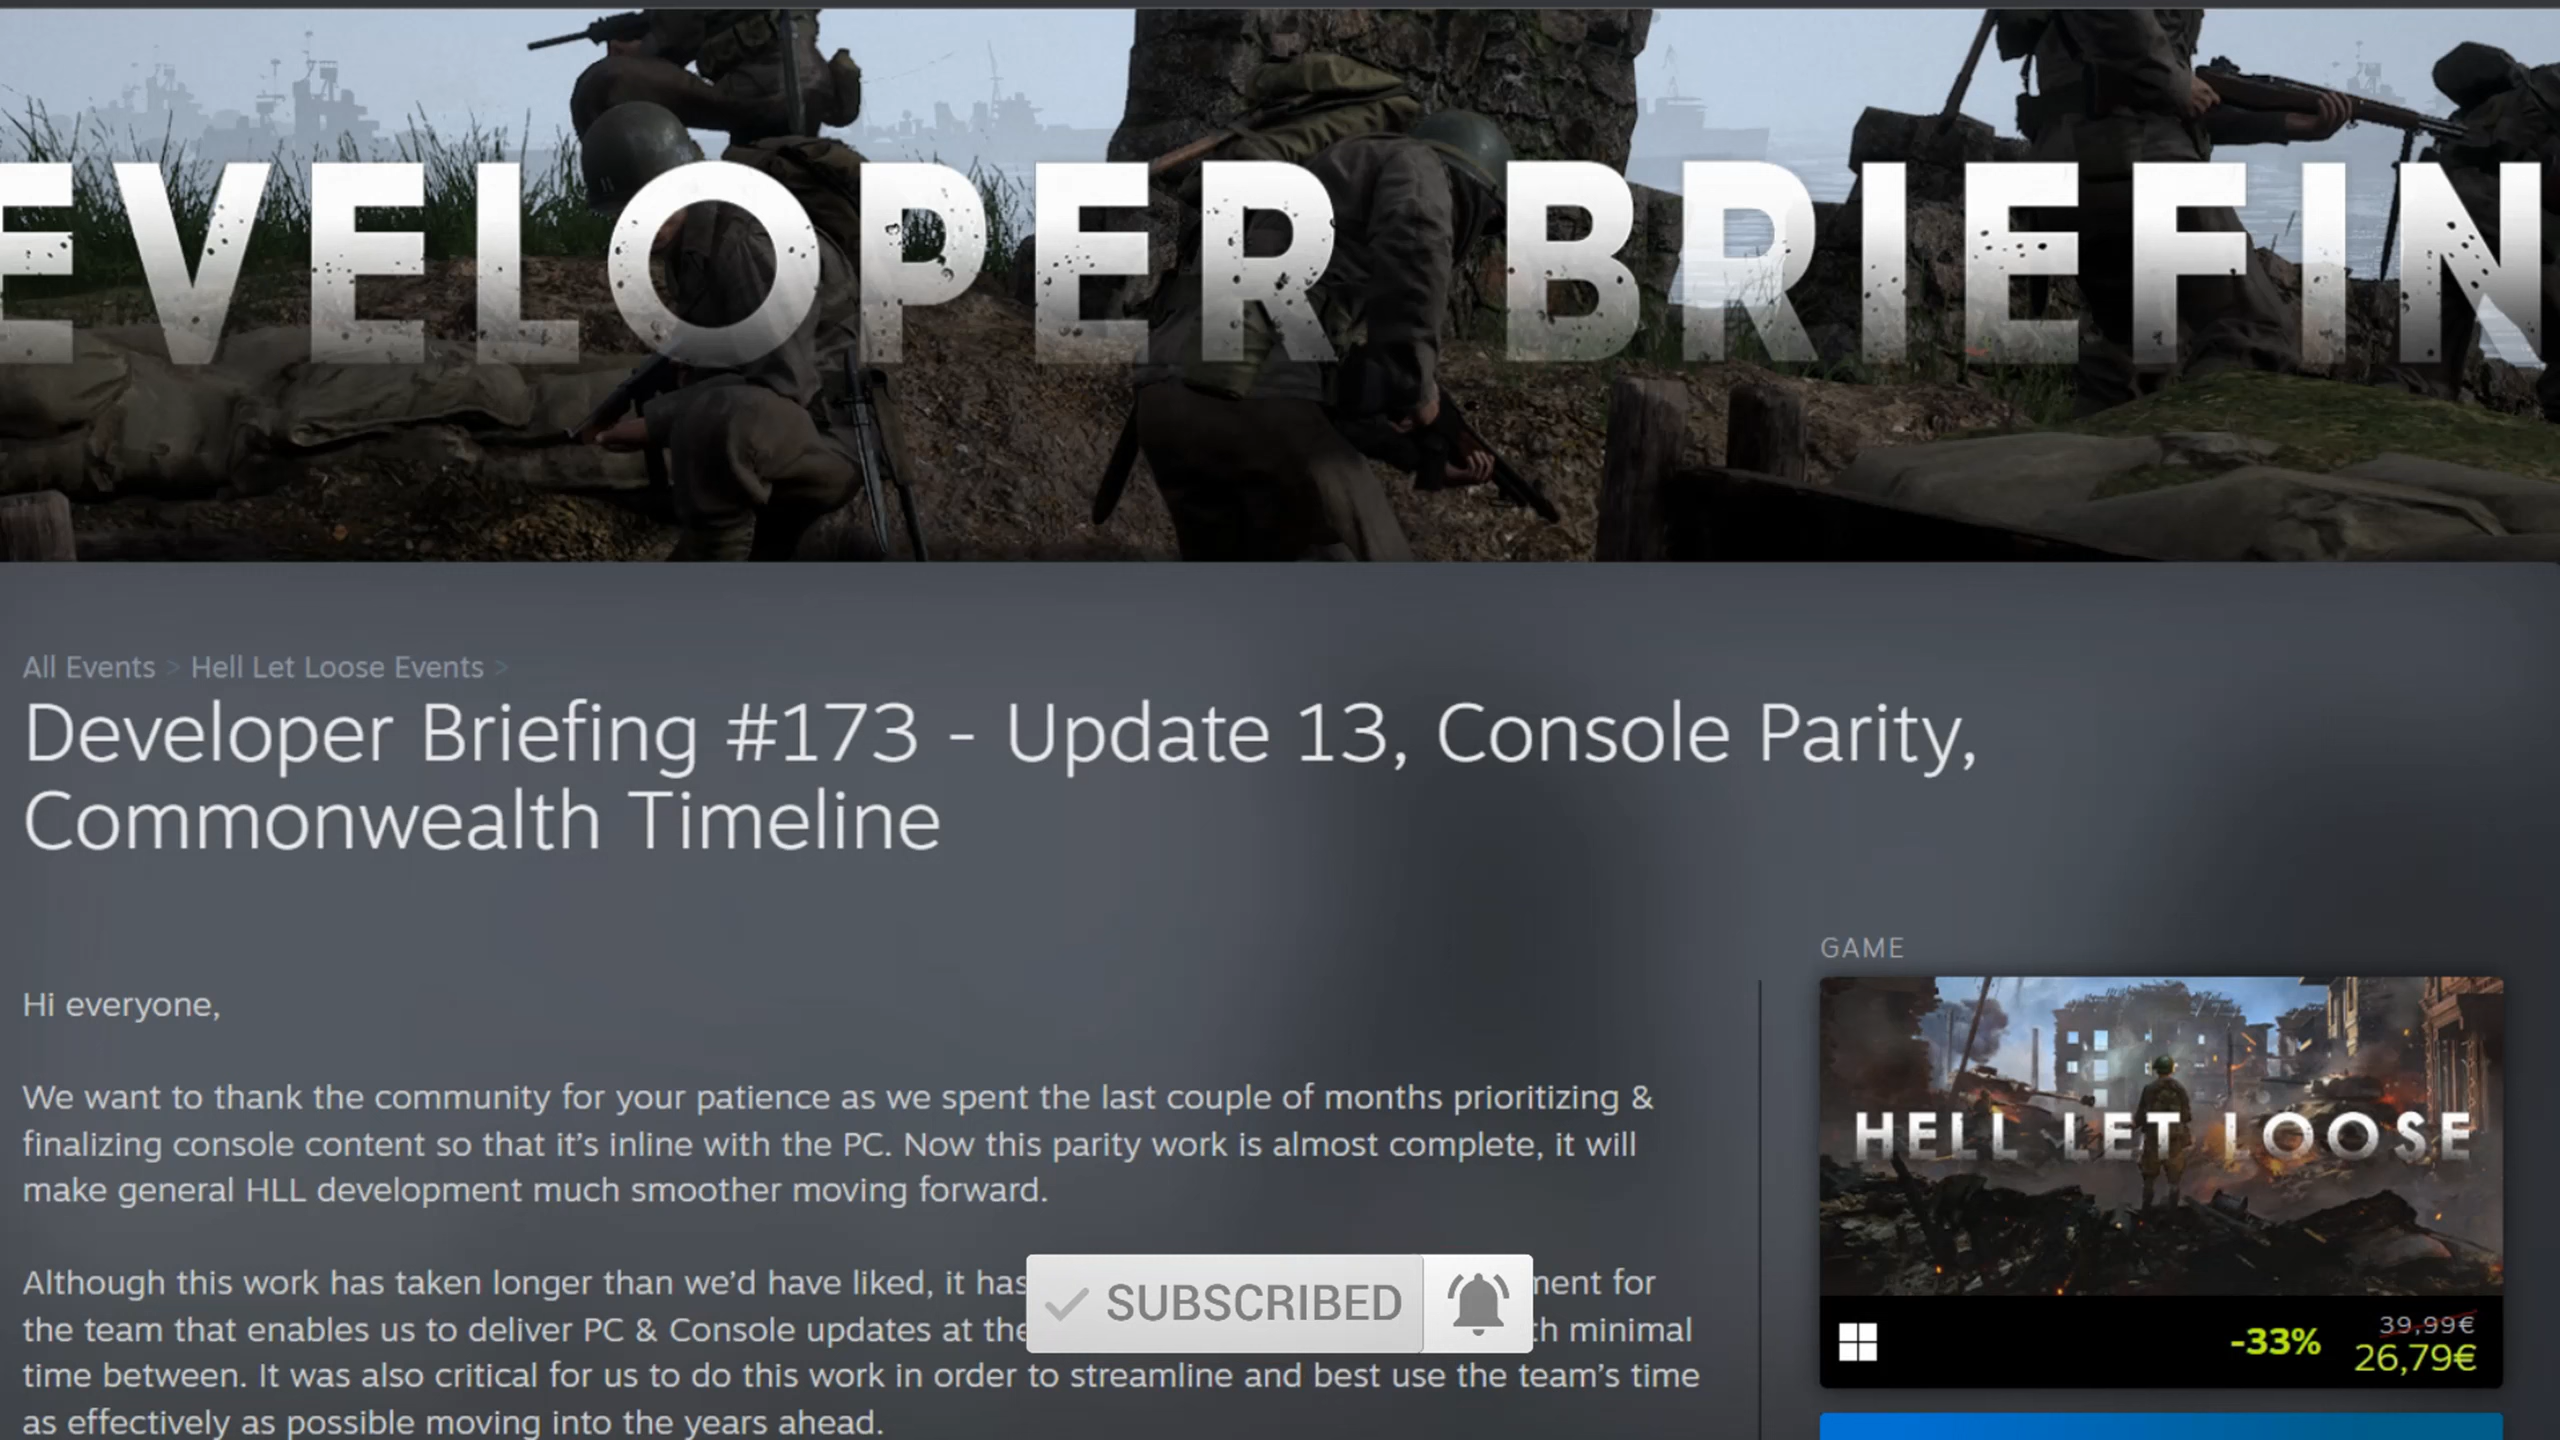 EVELOPER BRIEFIN
All Events > Hell Let Loose Events >
Developer Briefing #173 - Update 13, Console Parity,
Commonwealth Timeline
GAME
Hi everyone,
We want to thank the community for your patience as we spent the last couple of months prioritizing &
finalizing console content so that it’s inline with the PC. Now this parity work is almost complete, it will
make general HLL development much smoother moving forward.
HELL LET LOOSE
Although this work has taken longer than we’d have liked, it has ment for
SUBSCRIBED
the team that enables us to deliver PC & Console updates at the th minimal
time between. It was also critical for us to do this work in order to streamline and best use the team’s time
as effectively as possible moving into the years ahead.
-33%
39,99€
26,79€